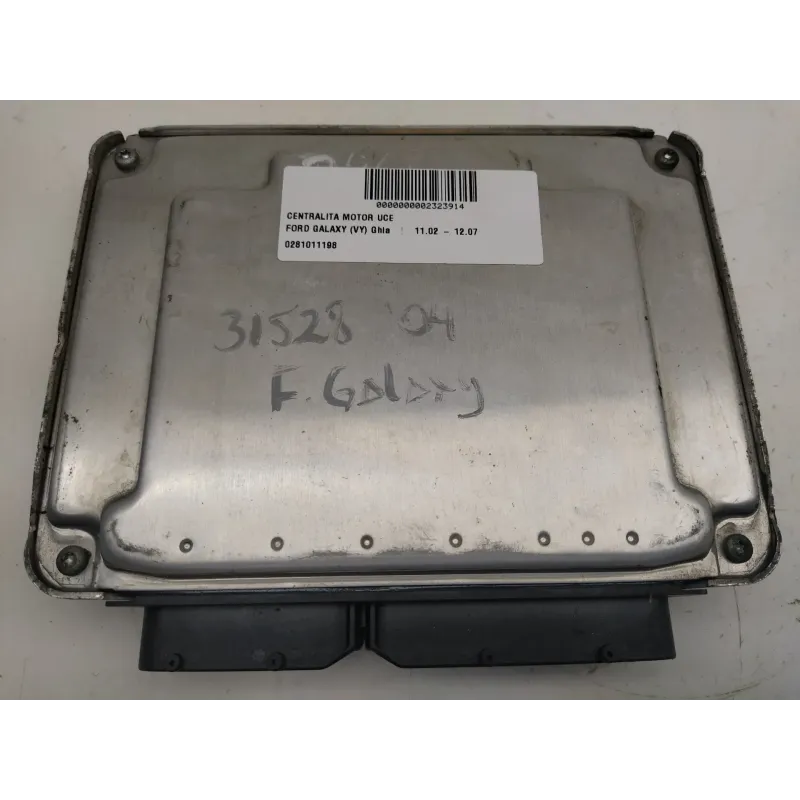 0000000002323914
CENTRALITA MOTOR UCE
FORD GALAXY (VY) Ghia | 11.02 - 12.07
0281011198
31528 '04
F. Galaxy